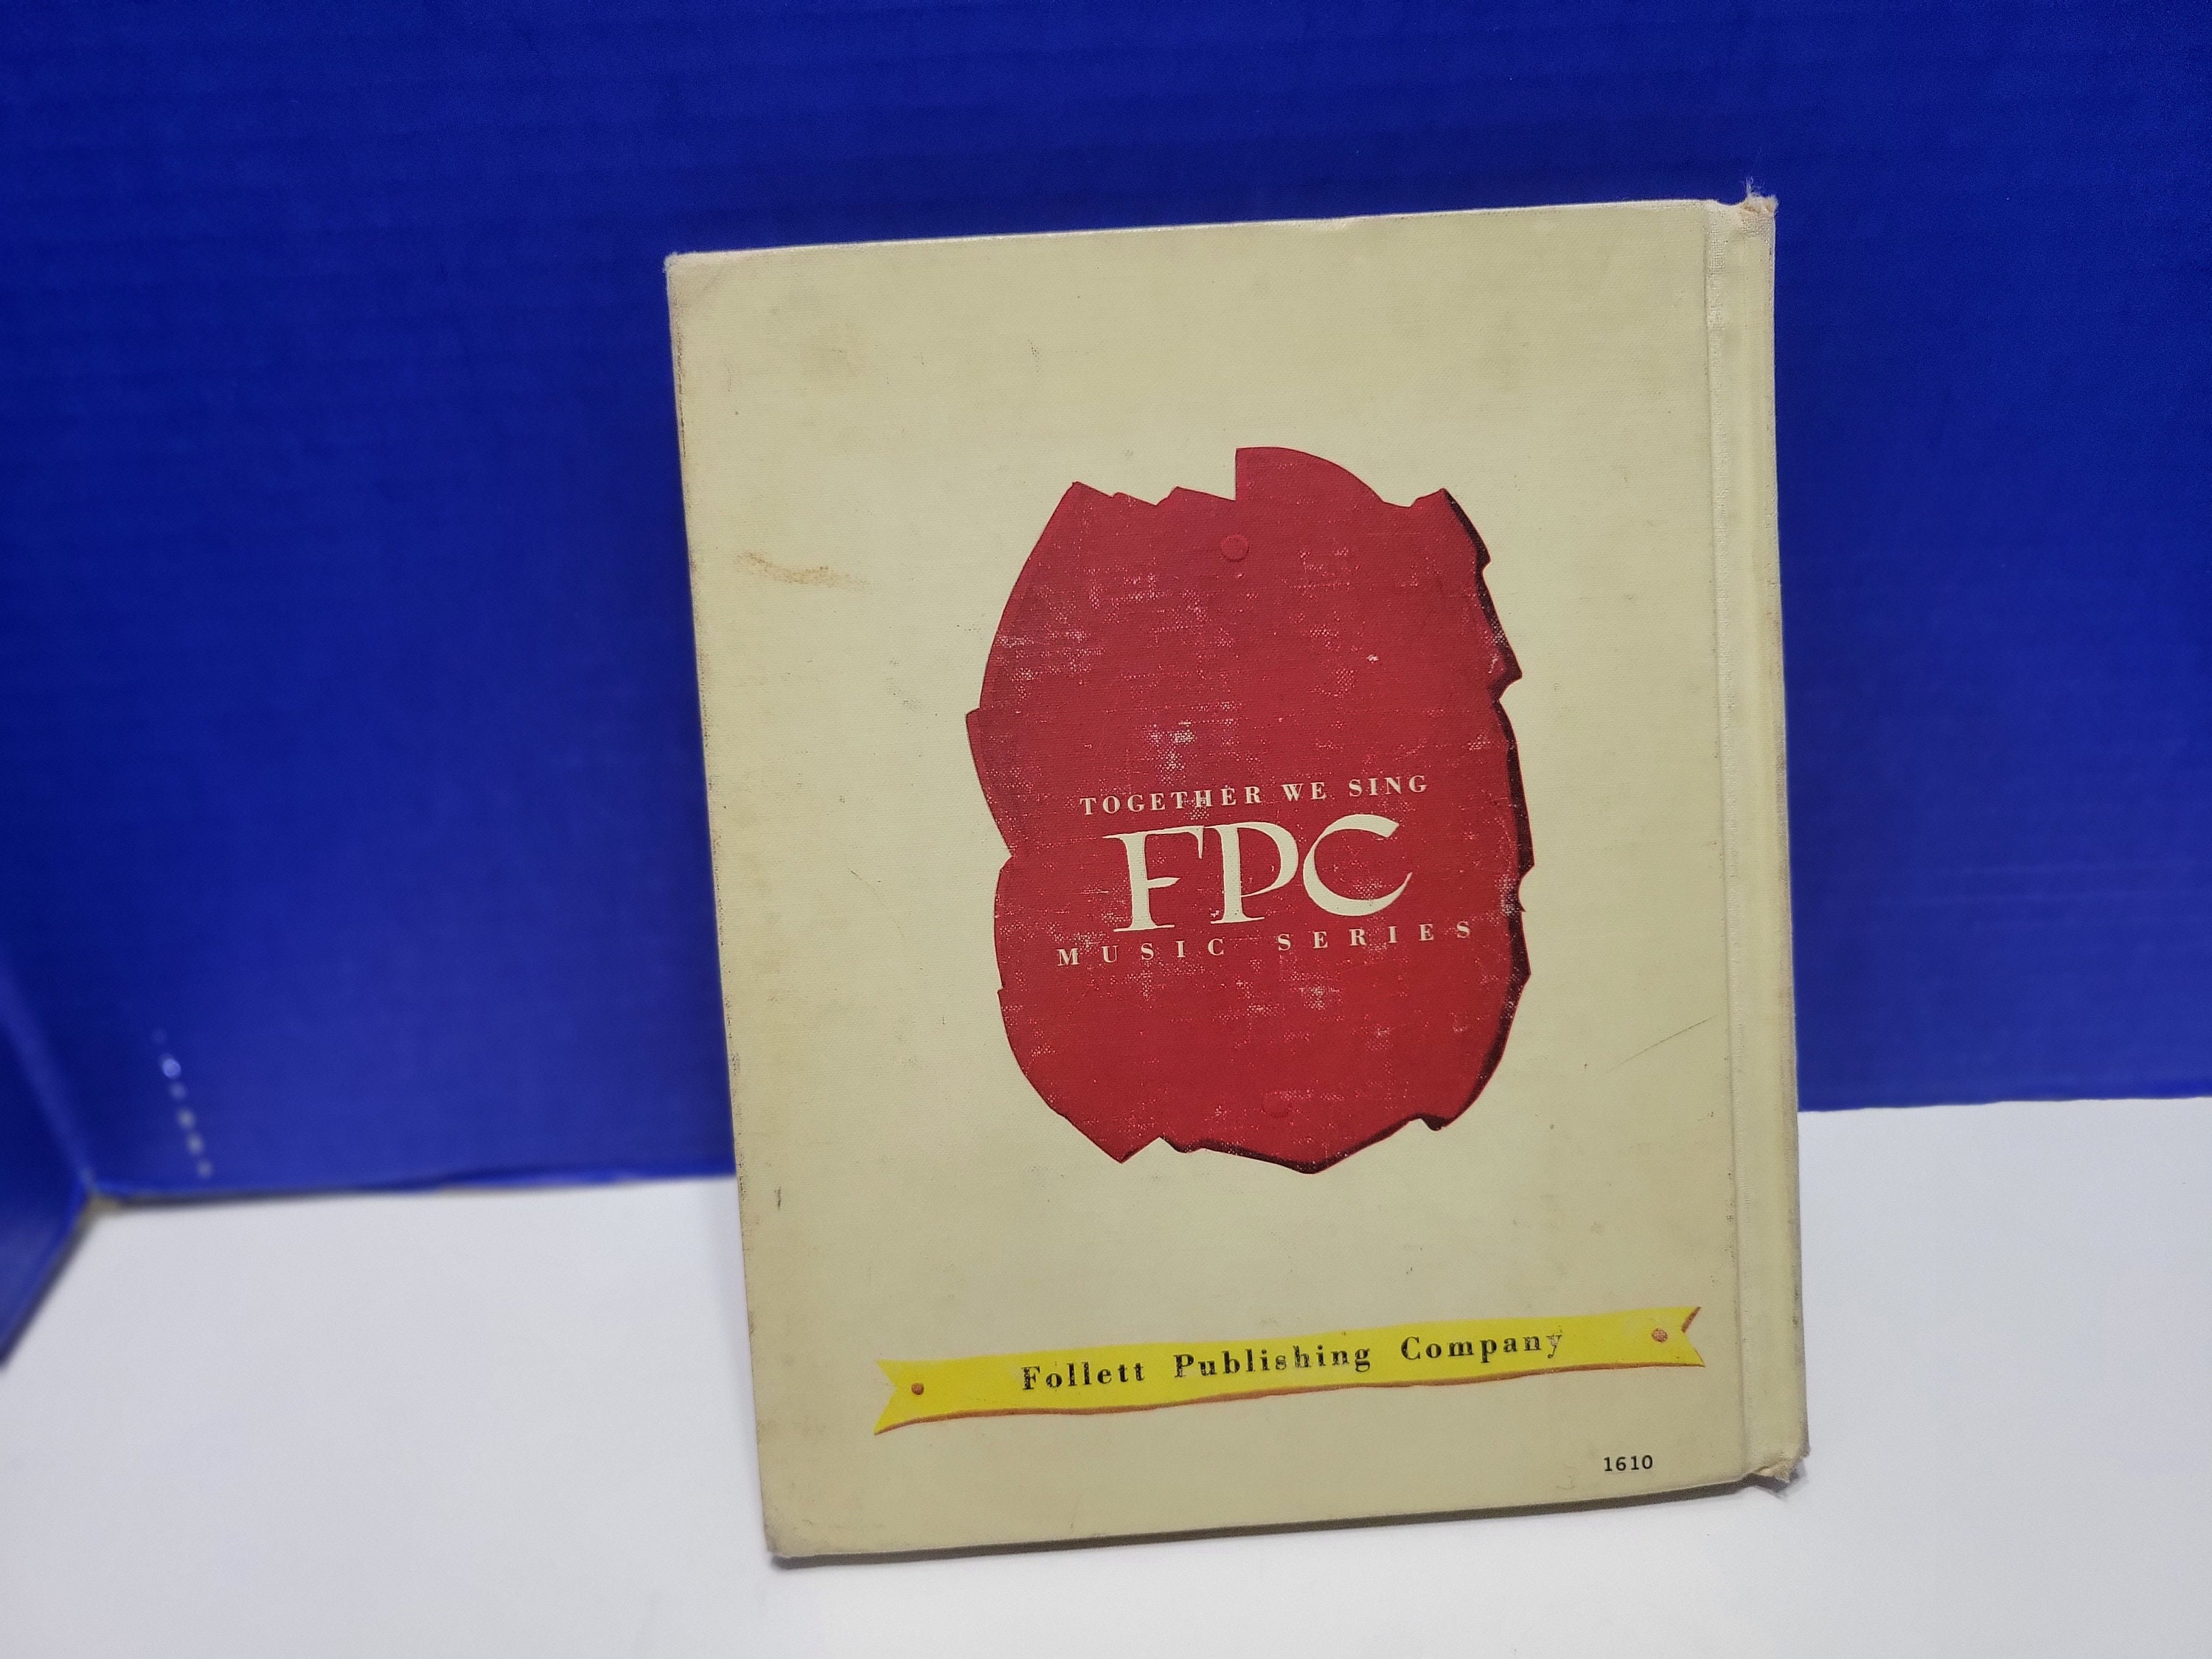 TOGETHER WE SING
FPC
MUSIC SERIES
Follett Publishing Company
1610